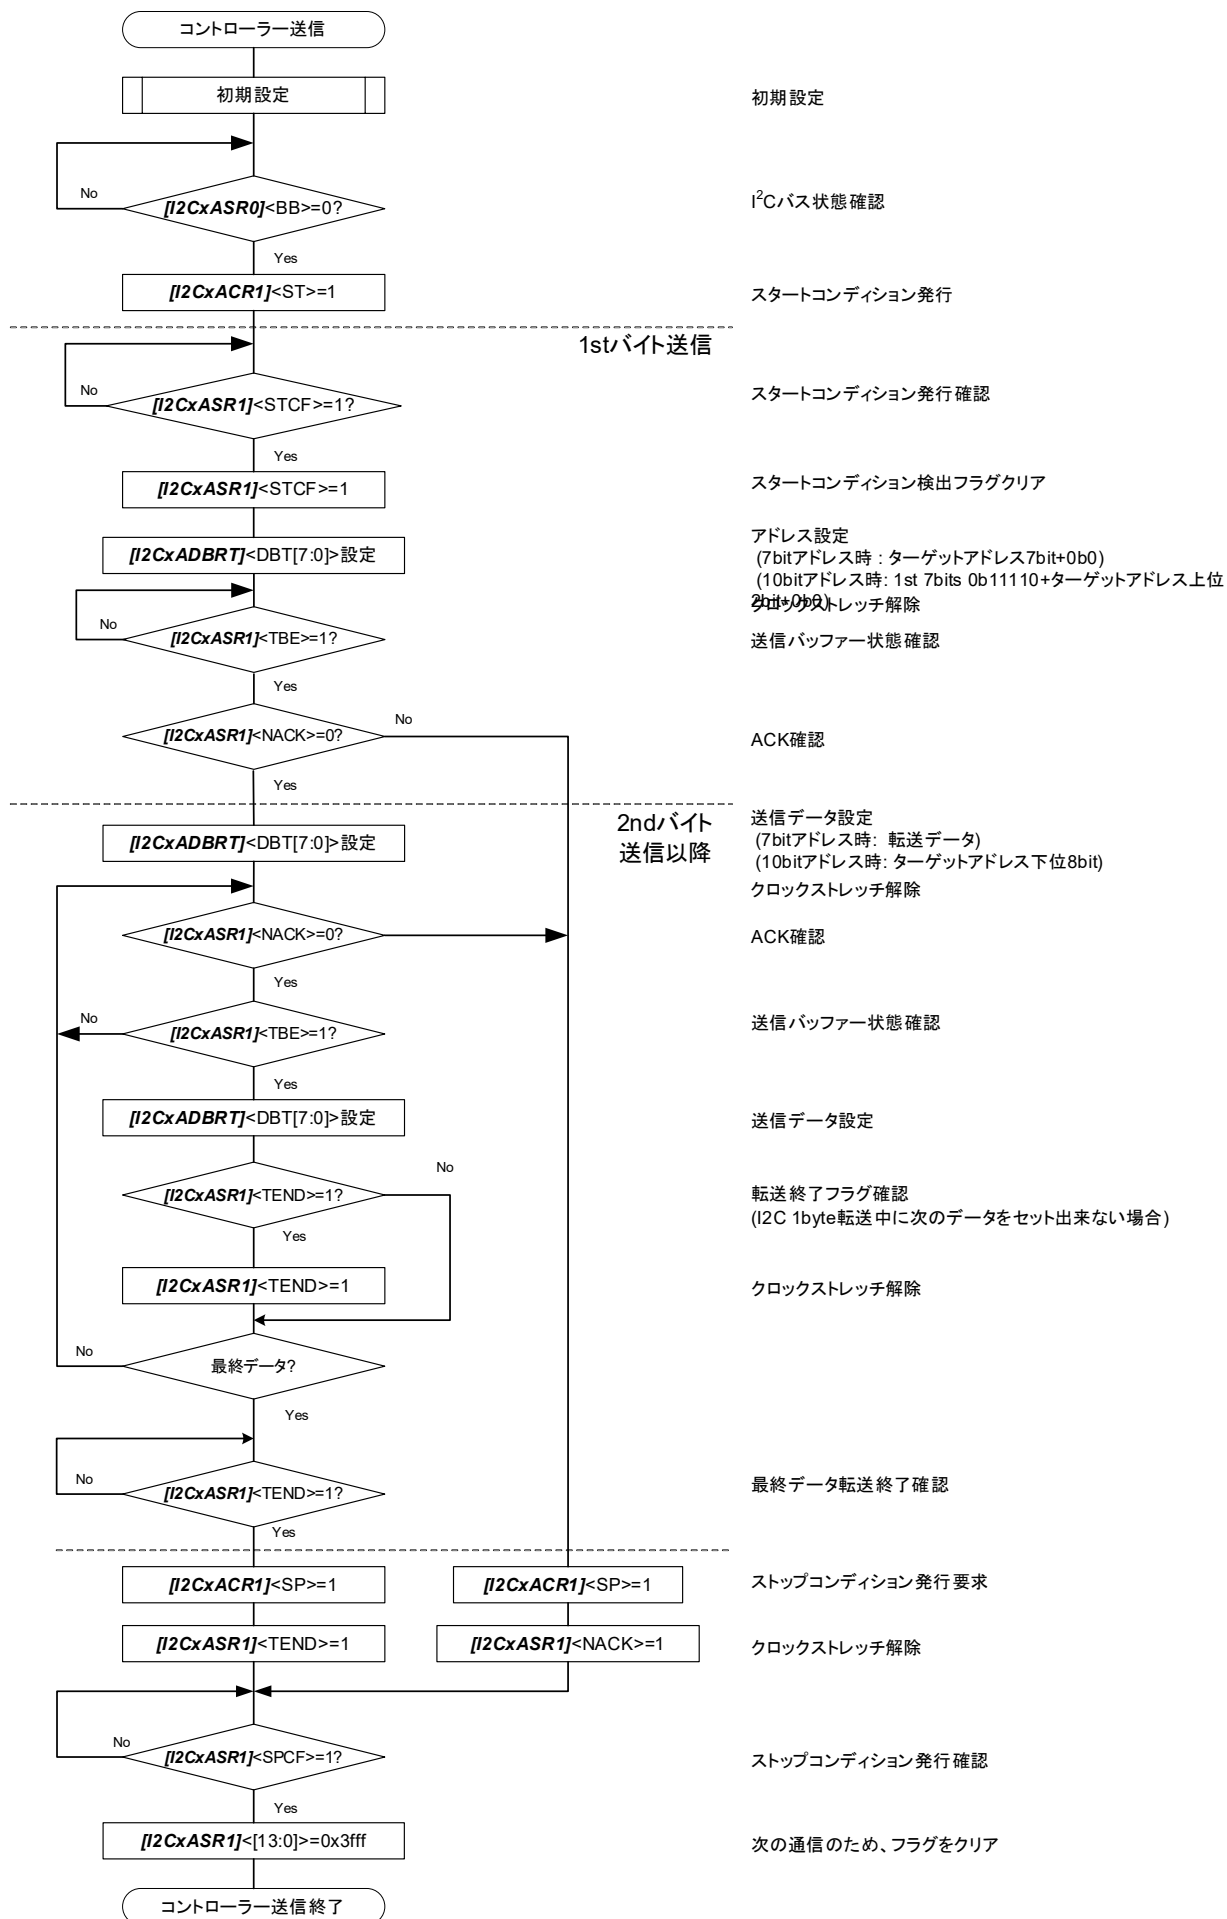 コントローラー送信
初期設定
初期設定
No
[I2CxASR0]<BB>=0?
I2Cバス状態確認
Yes
[I2CxACR1]<ST>=1
スタートコンディション発行
1stバイト送信
No
[I2CxASR1]<STCF>=1?
スタートコンディション発行確認
Yes
[I2CxASR1]<STCF>=1
スタートコンディション検出フラグクリア
[I2CxADBRT]<DBT[7:0]>設定
アドレス設定
(7bitアドレス時 : ターゲットアドレス7bit+0b0)
(10bitアドレス時: 1st 7bits 0b11110+ターゲットアドレス上位
2bit+0b0)
クロックストレッチ解除
No
[I2CxASR1]<TBE>=1?
送信バッファー状態確認
Yes
[I2CxASR1]<NACK>=0?
No
ACK確認
Yes
2ndバイト
送信以降
[I2CxADBRT]<DBT[7:0]>設定
送信データ設定
(7bitアドレス時: 転送データ)
(10bitアドレス時: ターゲットアドレス下位8bit)
クロックストレッチ解除
[I2CxASR1]<NACK>=0?
ACK確認
Yes
No
[I2CxASR1]<TBE>=1?
送信バッファー状態確認
Yes
[I2CxADBRT]<DBT[7:0]>設定
送信データ設定
No
[I2CxASR1]<TEND>=1?
転送終了フラグ確認
(I2C 1byte転送中に次のデータをセット出来ない場合)
Yes
[I2CxASR1]<TEND>=1
クロックストレッチ解除
No
最終データ?
Yes
No
[I2CxASR1]<TEND>=1?
最終データ転送終了確認
Yes
[I2CxACR1]<SP>=1
[I2CxACR1]<SP>=1
ストップコンディション発行要求
[I2CxASR1]<TEND>=1
[I2CxASR1]<NACK>=1
クロックストレッチ解除
No
[I2CxASR1]<SPCF>=1?
ストップコンディション発行確認
Yes
[I2CxASR1]<[13:0]>=0x3fff
次の通信のため、フラグをクリア
コントローラー送信終了